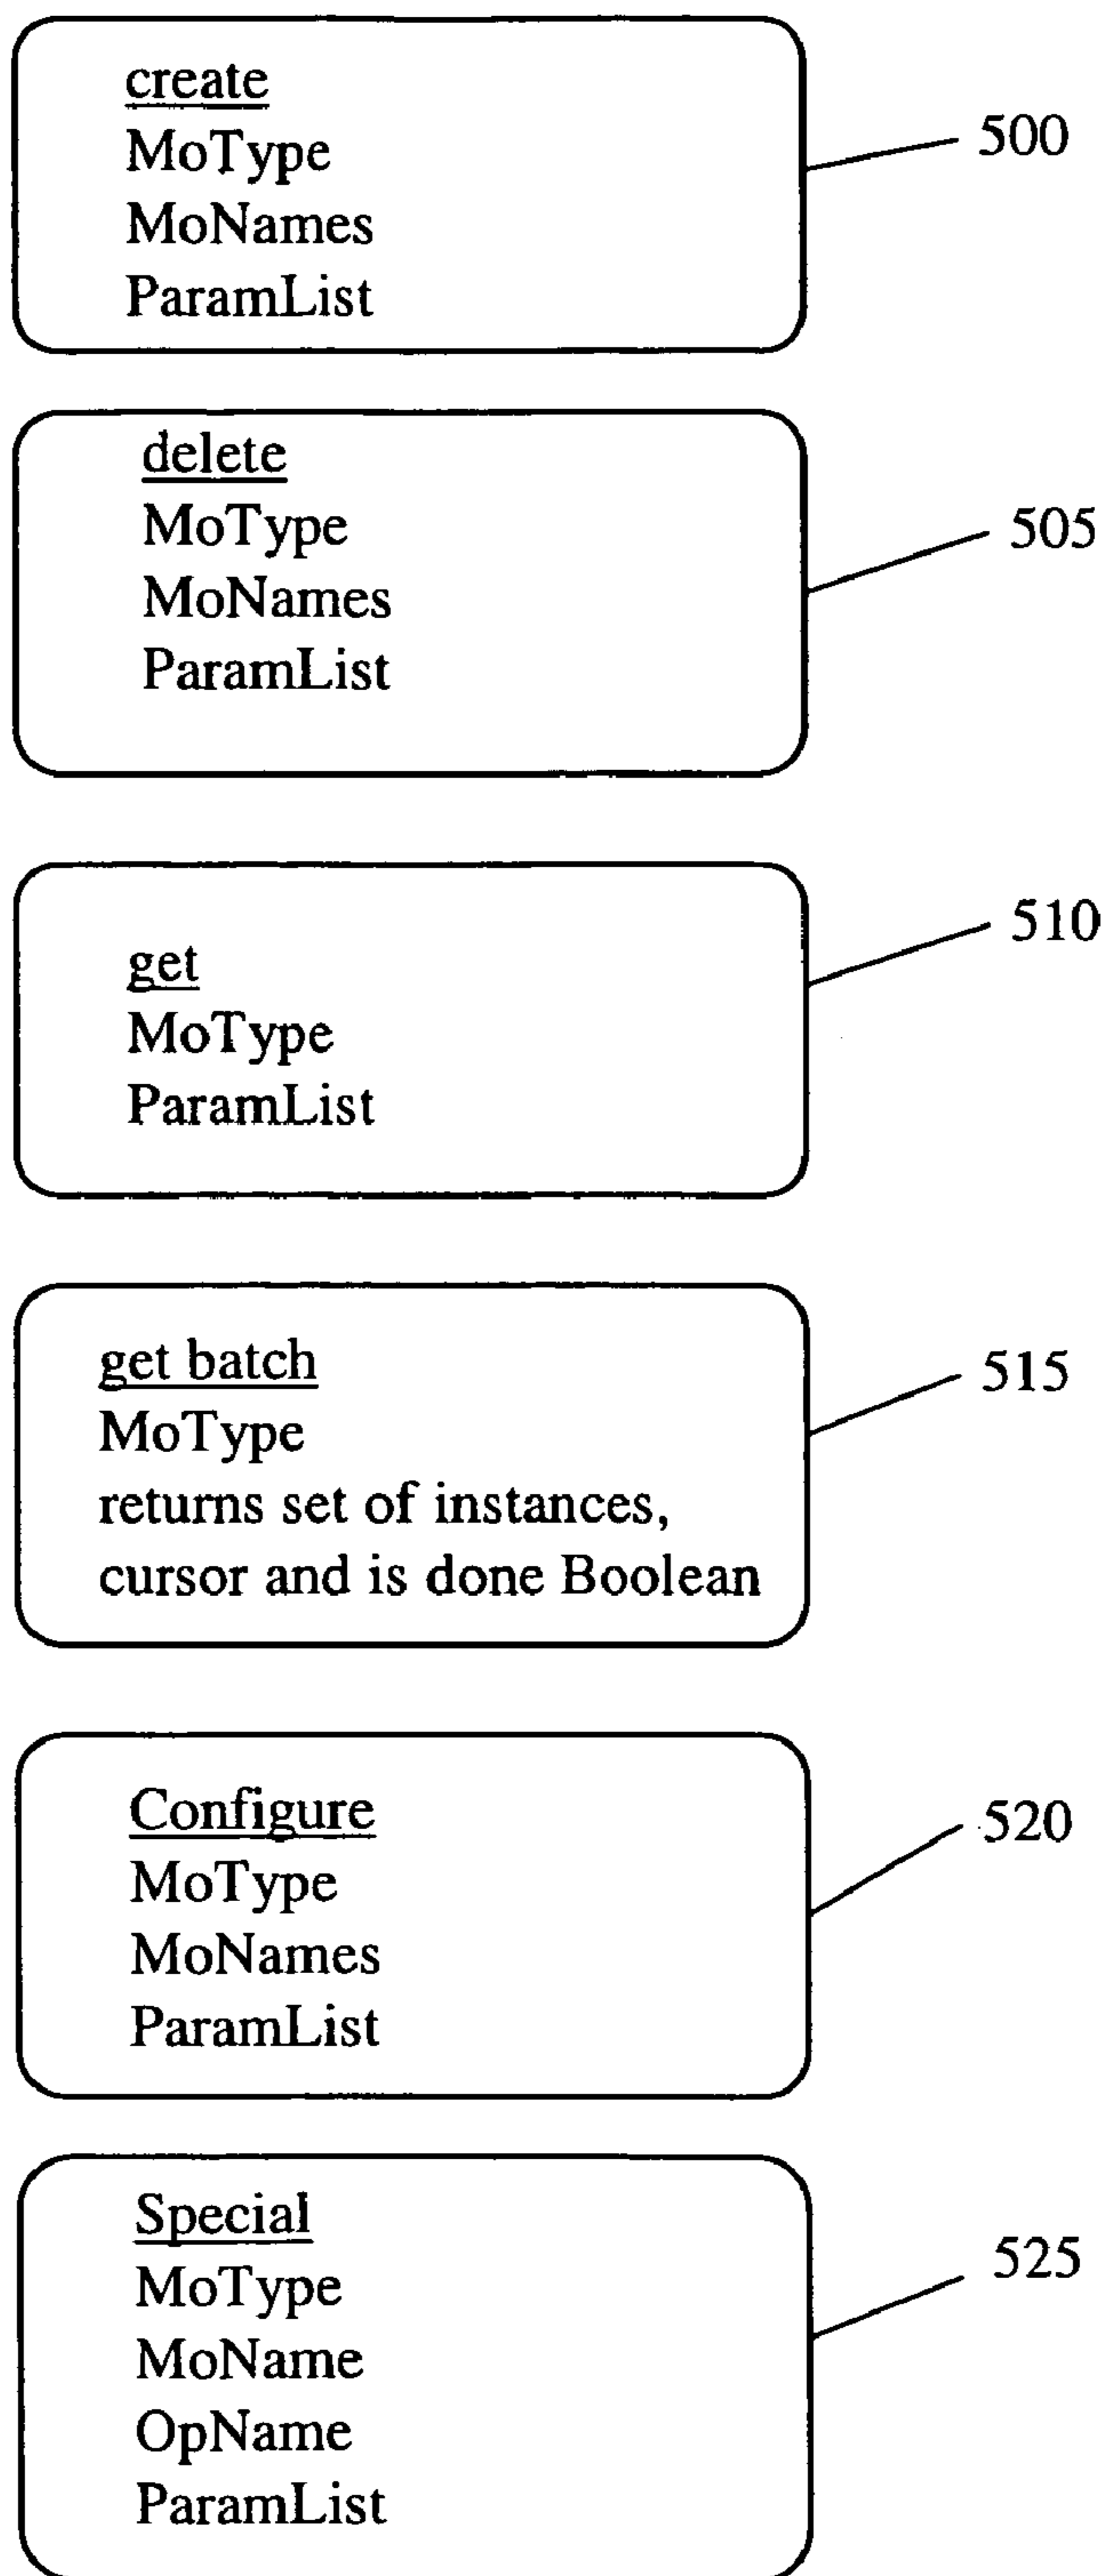 create
MoType
MoNames
ParamList
500
delete
MoType
MoNames
ParamList
505
get
MoType
ParamList
510
get batch
MoType
returns set of instances,
cursor and is done Boolean
515
Configure
MoType
MoNames
ParamList
520
Special
MoType
MoName
OpName
ParamList
525